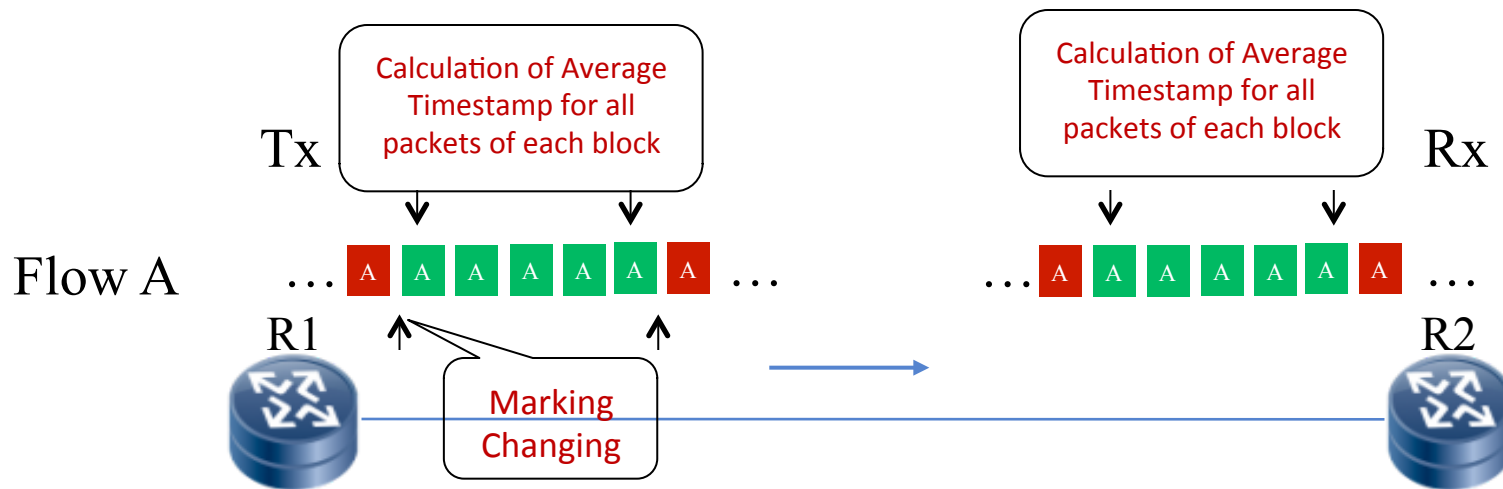 Calculation of Average
Timestamp for all
packets of each block
Calculation of Average
Timestamp for all
packets of each block
Tx
Rx
Flow A
... A A A A A A A ...
... A A A A A A A ...
R1
R2
Marking
Changing